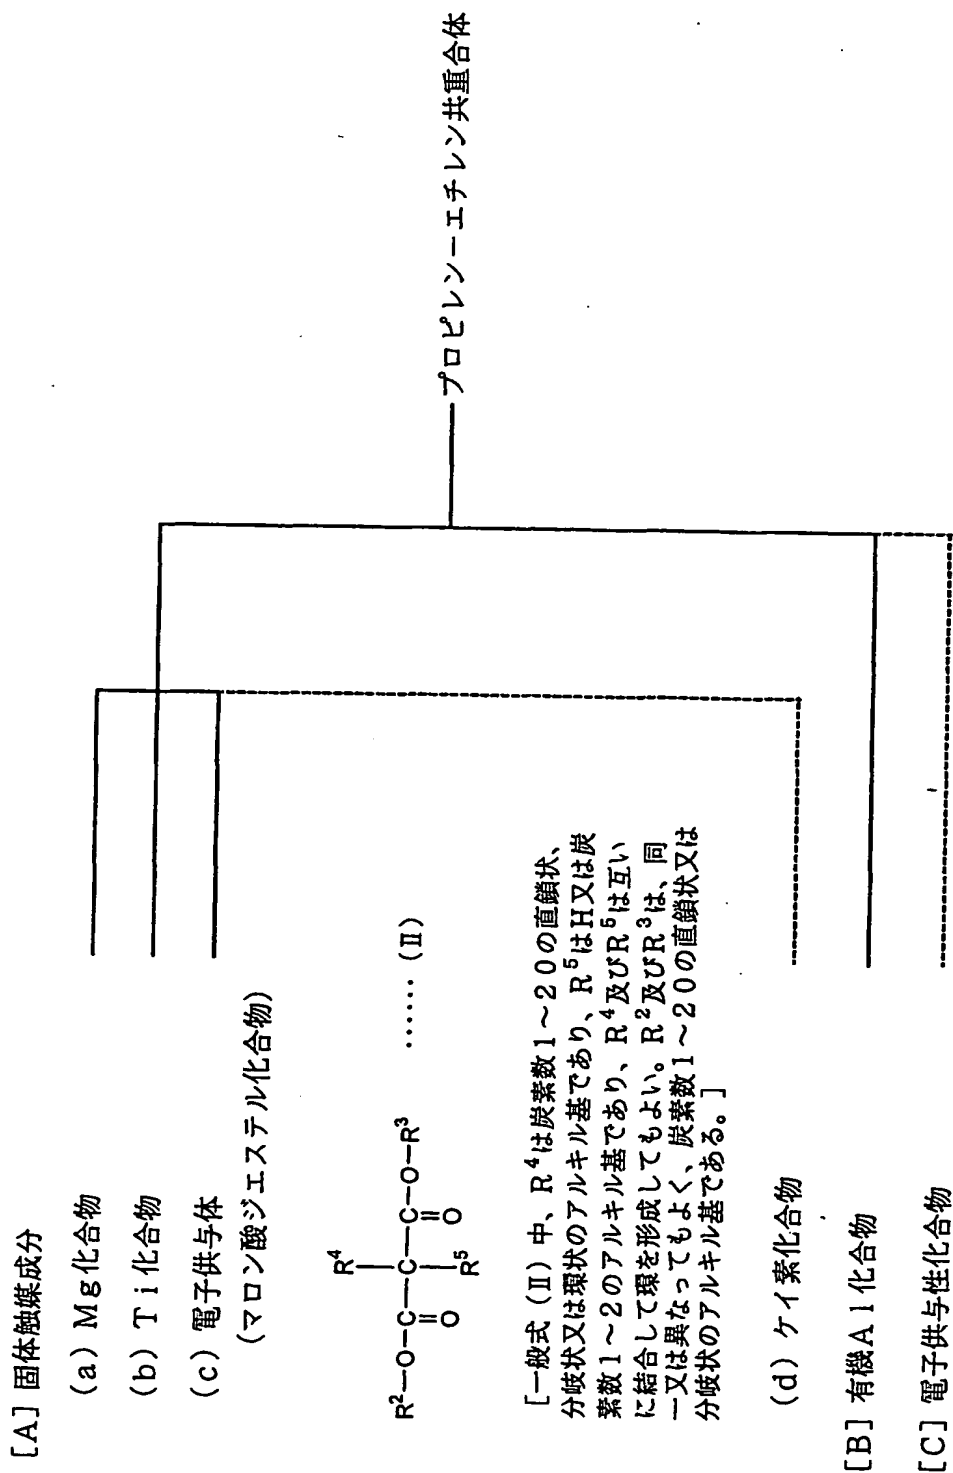 [A] 固体触媒成分
(a) Mg化合物
(b) Ti化合物
(c) 電子供与体
(マロン酸ジエステル化合物)
R⁴
R²—O—C—C—C—O—R³ ‥‥‥ (II)
O R⁵ O
[一般式 (II) 中、R⁴は炭素数1〜20の直鎖状、
分岐状又は環状のアルキル基であり、R⁵はH又は炭
素数1〜2のアルキル基であり、R⁴及びR⁵は互い
に結合して環を形成してもよい。R²及びR³は、同
一又は異なってもよく、炭素数1〜20の直鎖状又は
分岐状のアルキル基である。]
(d) ケイ素化合物
[B] 有機Al化合物
[C] 電子供与性化合物
プロピレン−エチレン共重合体